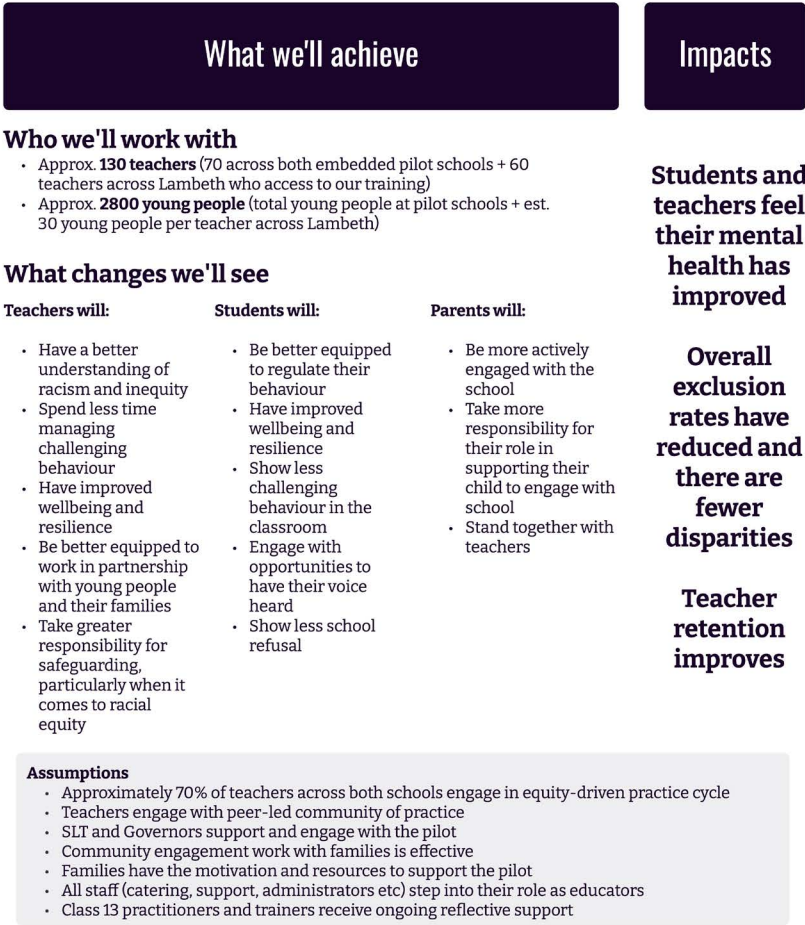 What we'll achieve
Impacts
Who we'll work with
• Approx. 130 teachers (70 across both embedded pilot schools + 60
teachers across Lambeth who access to our training)
• Approx. 2800 young people (total young people at pilot schools + est.
30 young people per teacher across Lambeth)
What changes we'll see
Teachers will:
• Have a better
understanding of
racism and inequity
• Spend less time
managing
challenging
behaviour
• Have improved
wellbeing and
resilience
• Be better equipped to
work in partnership
with young people
and their families
• Take greater
responsibility for
safeguarding,
particularly when it
comes to racial
equity
Students will:
• Be better equipped
to regulate their
behaviour
• Have improved
wellbeing and
resilience
• Show less
challenging
behaviour in the
classroom
• Engage with
opportunities to
have their voice
heard
• Show less school
refusal
Parents will:
• Be more actively
engaged with the
school
• Take more
responsibility for
their role in
supporting their
child to engage with
school
• Stand together with
teachers
Students and
teachers feel
their mental
health has
improved
Overall
exclusion
rates have
reduced and
there are
fewer
disparities
Teacher
retention
improves
Assumptions
• Approximately 70% of teachers across both schools engage in equity-driven practice cycle
• Teachers engage with peer-led community of practice
• SLT and Governors support and engage with the pilot
• Community engagement work with families is effective
• Families have the motivation and resources to support the pilot
• All staff (catering, support, administrators etc) step into their role as educators
• Class 13 practitioners and trainers receive ongoing reflective support